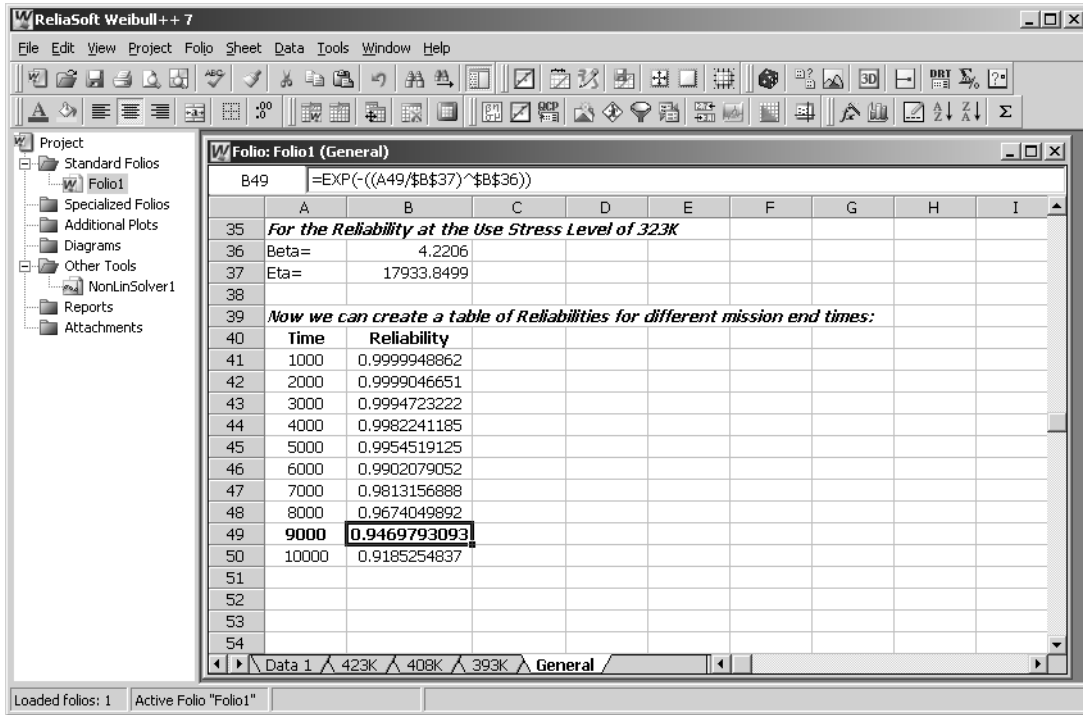 ReliaSoft Weibull++ 7
File Edit View Project Folio Sheet Data Tools Window Help
Project
Standard Folios
Folio1
Specialized Folios
Additional Plots
Diagrams
Other Tools
NonLinSolver1
Reports
Attachments
Folio: Folio1 (General)
B49 =EXP(-((A49/$B$37)^$B$36))
A B C D E F G H I
35 For the Reliability at the Use Stress Level of 323K
36 Beta= 4.2206
37 Eta= 17933.8499
38
39 Now we can create a table of Reliabilities for different mission end times:
40 Time Reliability
41 1000 0.9999948862
42 2000 0.9999046651
43 3000 0.9994723222
44 4000 0.9982241185
45 5000 0.9954519125
46 6000 0.9902079052
47 7000 0.9813156888
48 8000 0.9674049892
49 9000 0.9469793093
50 10000 0.9185254837
51
52
53
54
Data 1 423K 408K 393K General
Loaded folios: 1 Active Folio "Folio1"